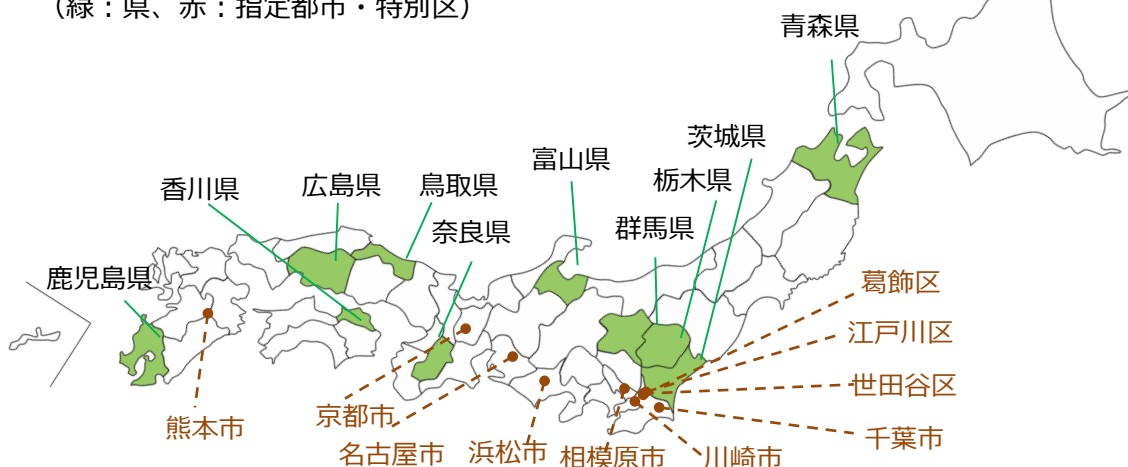 （緑：県、赤：指定都市・特別区）
青森県
茨城県
富山県
栃木県
香川県
広島県
鳥取県
奈良県
群馬県
鹿児島県
葛飾区
江戸川区
世田谷区
京都市
熊本市
千葉市
名古屋市
浜松市
相模原市
川崎市